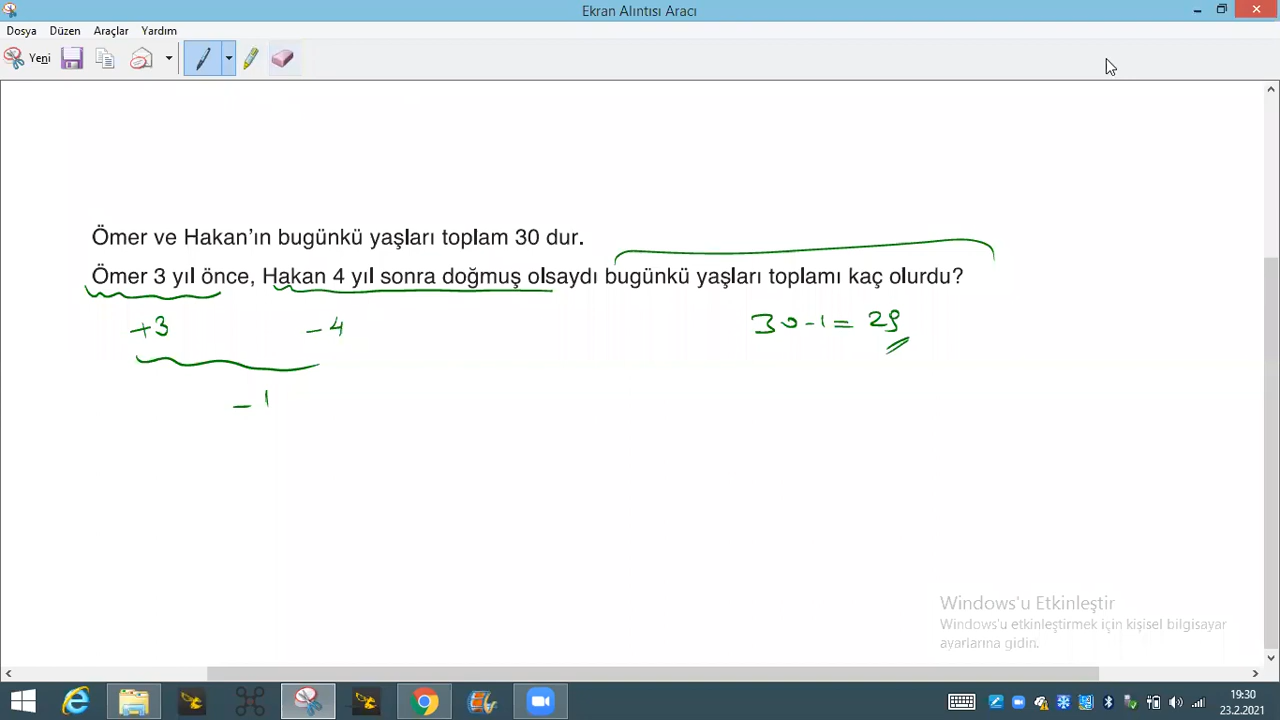 Ekran Alıntısı Aracı
Dosya Düzen Araçlar Yardım
Yeni
Ömer ve Hakan'ın bugünkü yaşları toplam 30 dur.
Ömer 3 yıl önce, Hakan 4 yıl sonra doğmuş olsaydı bugünkü yaşları toplamı kaç olurdu?
+3 -4 30-1=29
-1
Windows'u Etkinleştir
Windows'u etkinleştirmek için kişisel bilgisayar
ayarlarına gidin.
19:30
23.2.2021